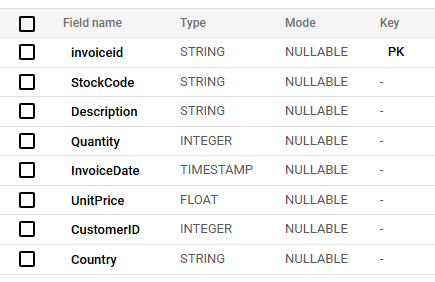 Field name Type Mode Key
invoiceid STRING NULLABLE PK
StockCode STRING NULLABLE -
Description STRING NULLABLE -
Quantity INTEGER NULLABLE -
InvoiceDate TIMESTAMP NULLABLE -
UnitPrice FLOAT NULLABLE -
CustomerID INTEGER NULLABLE -
Country STRING NULLABLE -